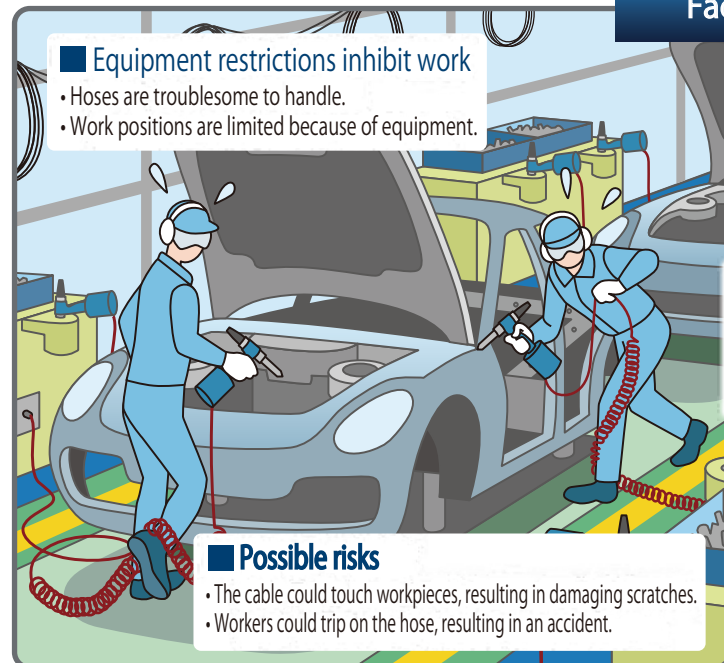 Equipment restrictions inhibit work
• Hoses are troublesome to handle.
• Work positions are limited because of equipment.
Possible risks
• The cable could touch workpieces, resulting in damaging scratches.
• Workers could trip on the hose, resulting in an accident.